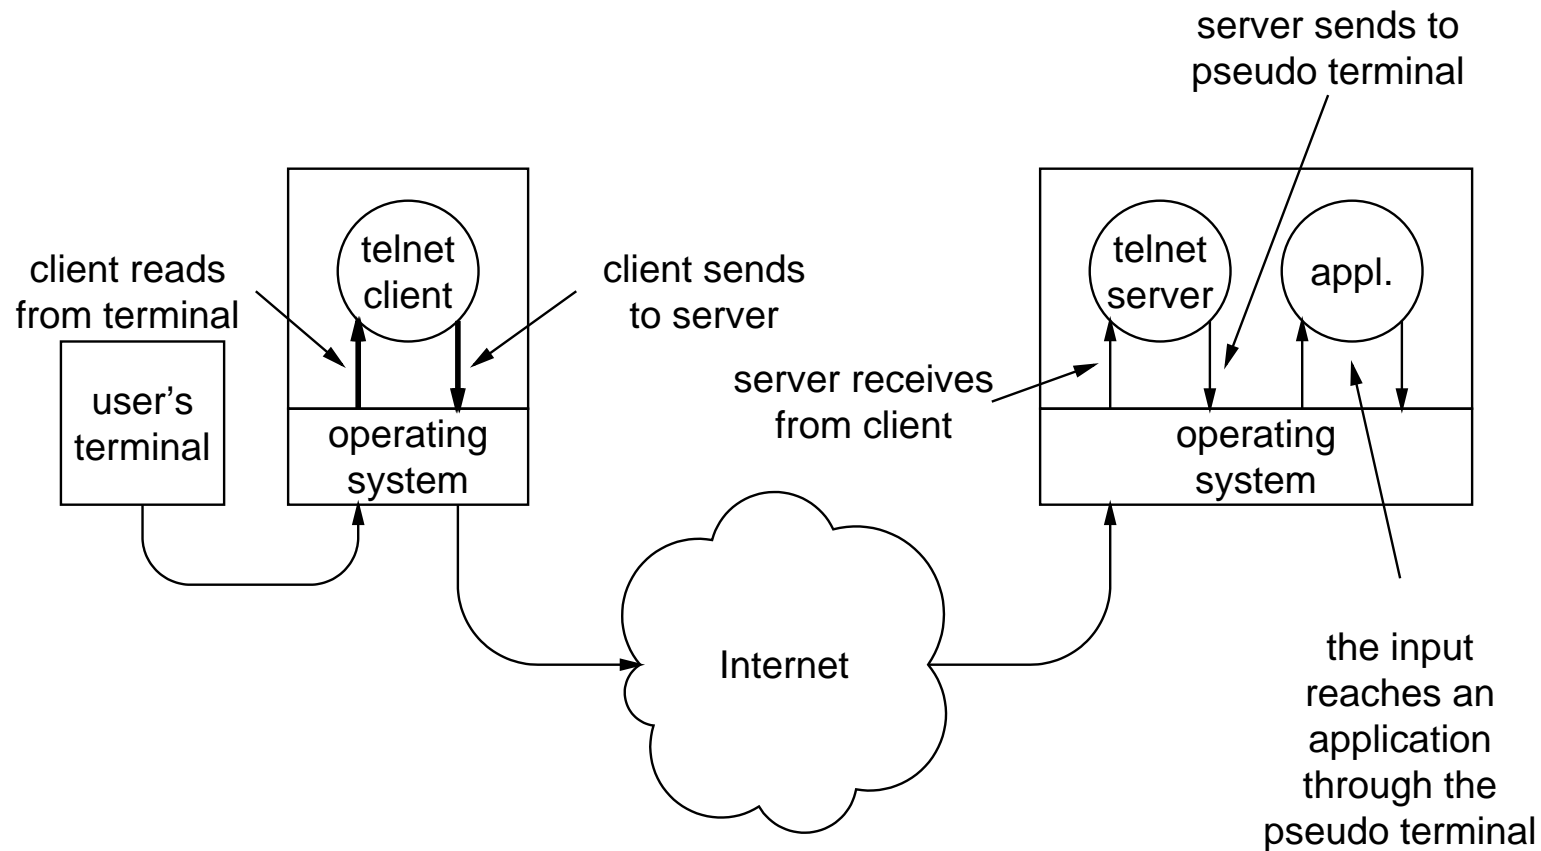 server sends to
pseudo terminal
client reads
from terminal
telnet
client
client sends
to server
telnet
server
appl.
server receives
from client
user’s
terminal
operating
system
operating
system
Internet
the input
reaches an
application
through the
pseudo terminal